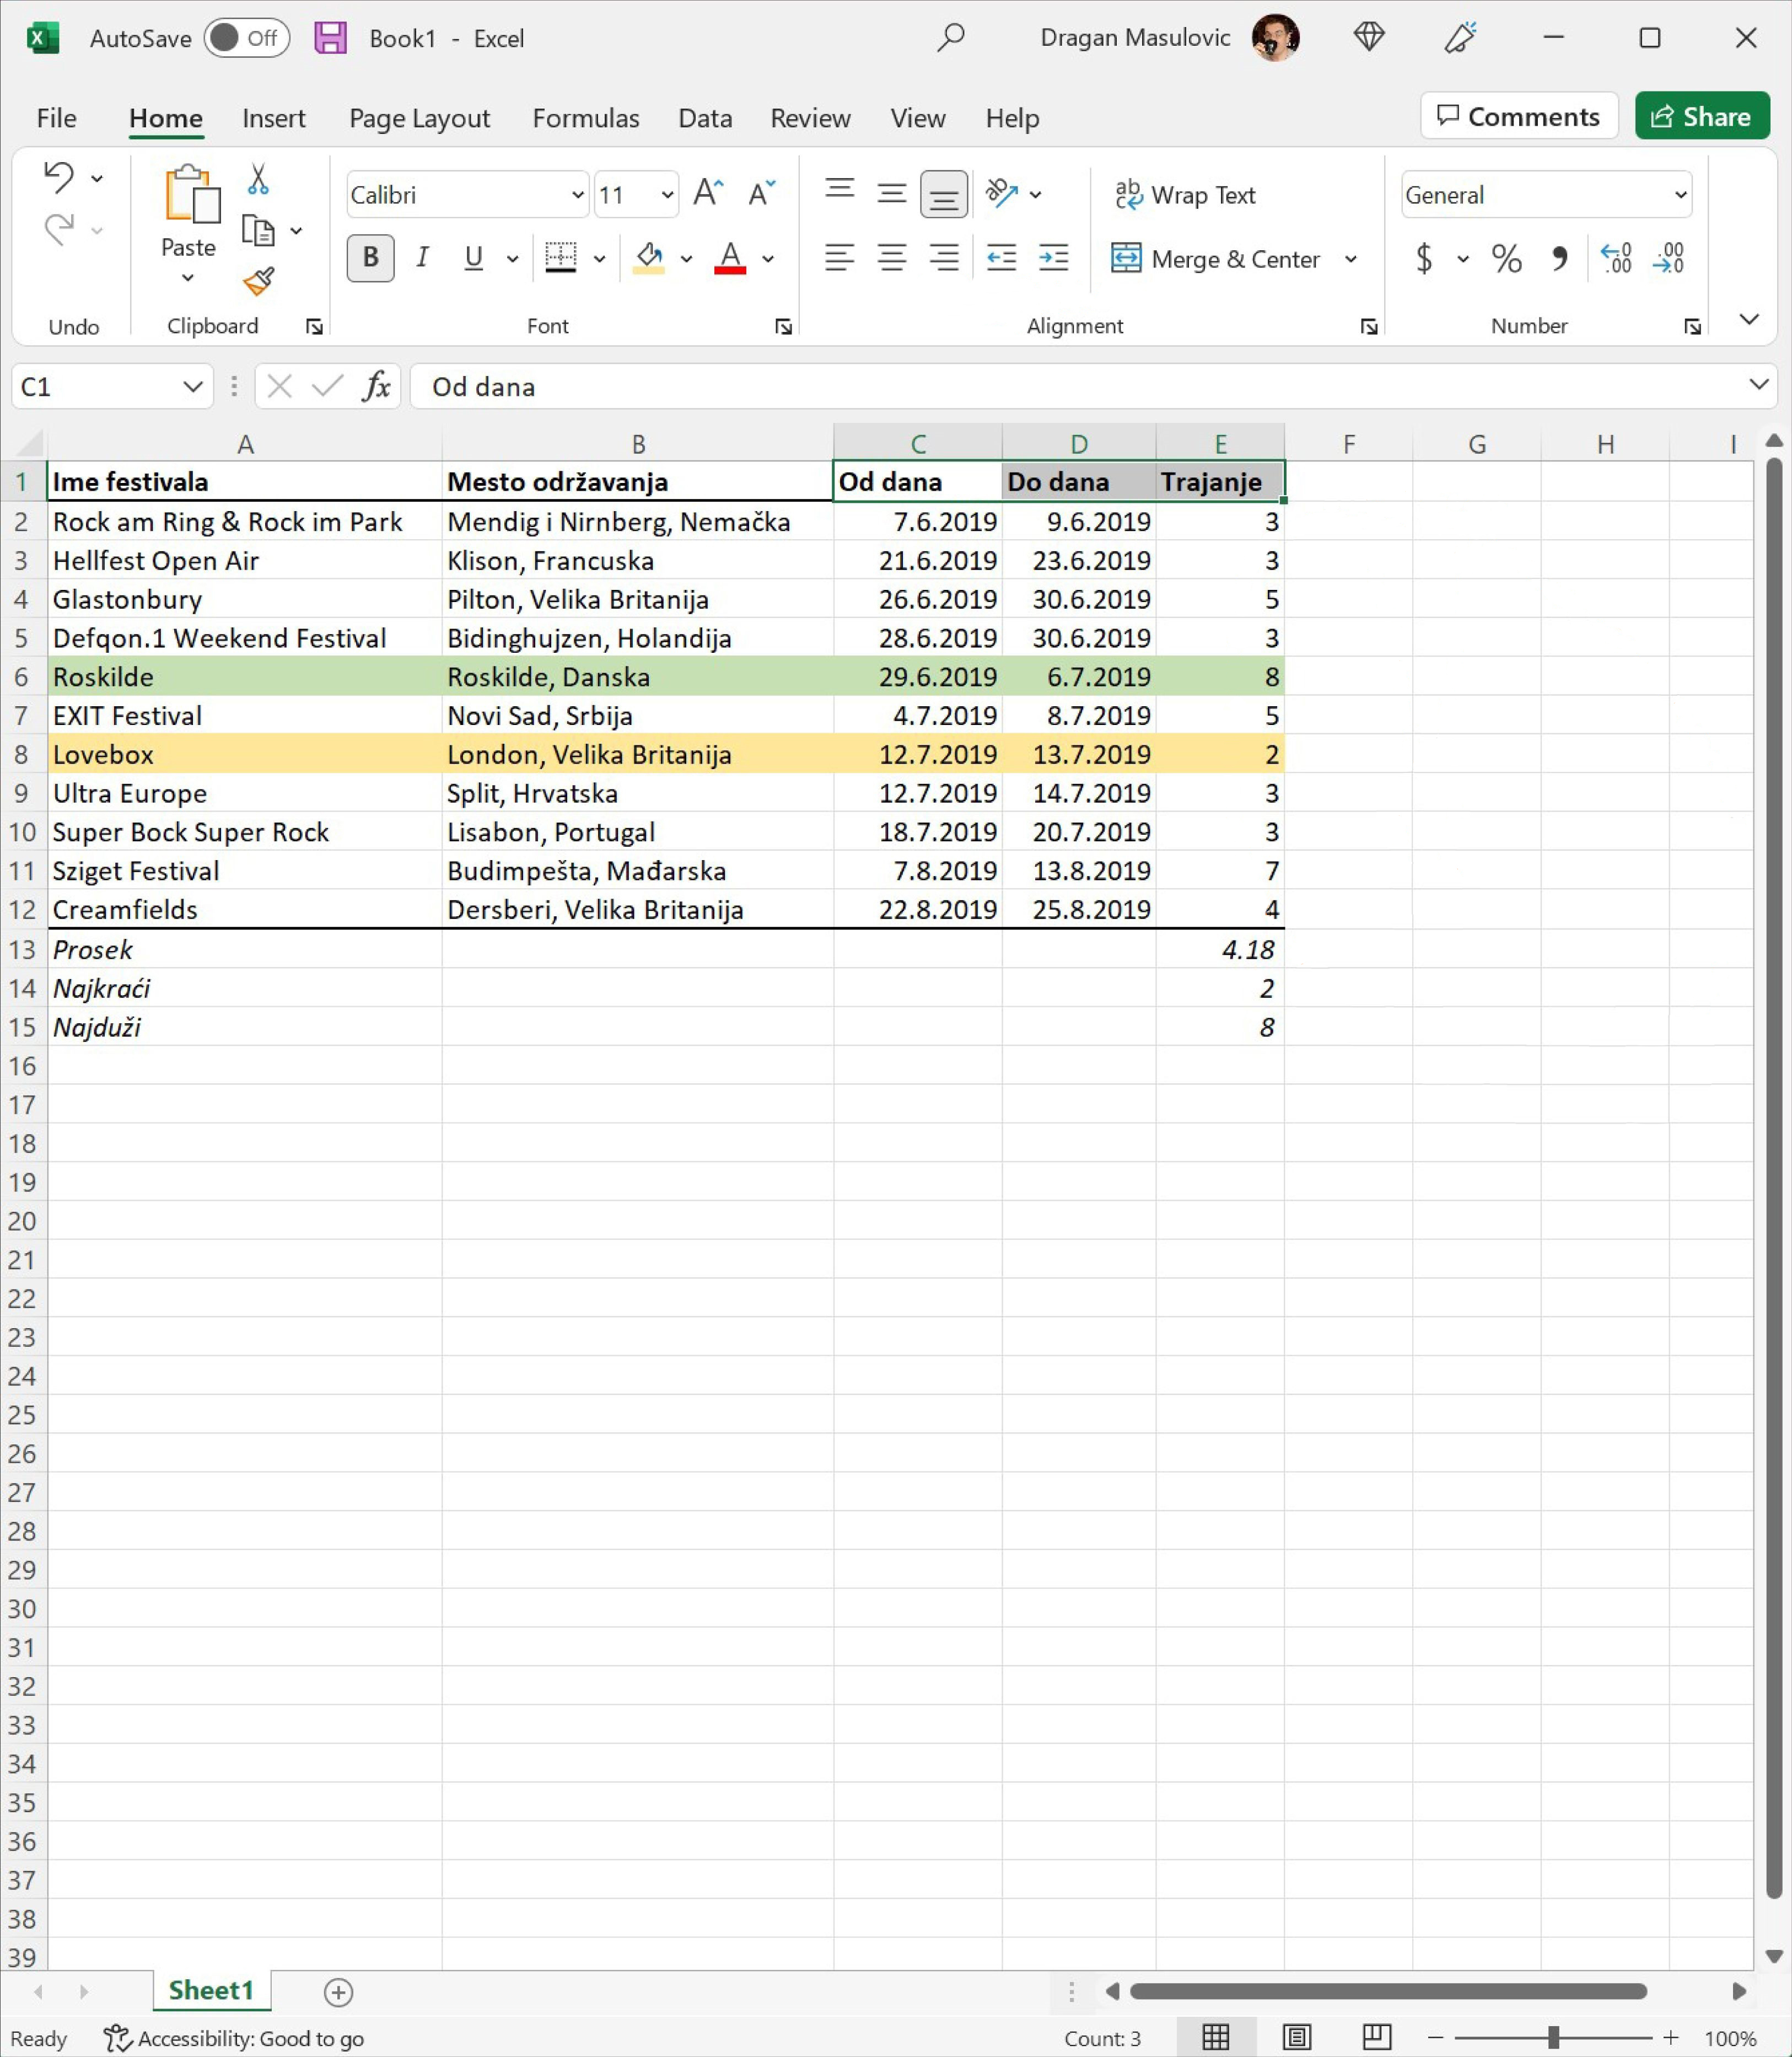 AutoSave Off Book1 - Excel Dragan Masulovic
File Home Insert Page Layout Formulas Data Review View Help Comments Share
Calibri 11 ab Wrap Text General
Paste B I U A Merge & Center $ % 9 .00 .00
Undo Clipboard Font Alignment Number
C1 fx Od dana
A B C D E F G H I
1 Ime festivala Mesto održavanja Od dana Do dana Trajanje
2 Rock am Ring & Rock im Park Mendig i Nirnberg, Nemačka 7.6.2019 9.6.2019 3
3 Hellfest Open Air Klison, Francuska 21.6.2019 23.6.2019 3
4 Glastonbury Pilton, Velika Britanija 26.6.2019 30.6.2019 5
5 Defqon.1 Weekend Festival Bidinghujzen, Holandija 28.6.2019 30.6.2019 3
6 Roskilde Roskilde, Danska 29.6.2019 6.7.2019 8
7 EXIT Festival Novi Sad, Srbija 4.7.2019 8.7.2019 5
8 Lovebox London, Velika Britanija 12.7.2019 13.7.2019 2
9 Ultra Europe Split, Hrvatska 12.7.2019 14.7.2019 3
10 Super Bock Super Rock Lisabon, Portugal 18.7.2019 20.7.2019 3
11 Sziget Festival Budimpešta, Mađarska 7.8.2019 13.8.2019 7
12 Creamfields Dersberi, Velika Britanija 22.8.2019 25.8.2019 4
13 Prosek 4.18
14 Najkraći 2
15 Najduži 8
16
17
18
19
20
21
22
23
24
25
26
27
28
29
30
31
32
33
34
35
36
37
38
39
Sheet1
Ready Accessibility: Good to go Count: 3 100%